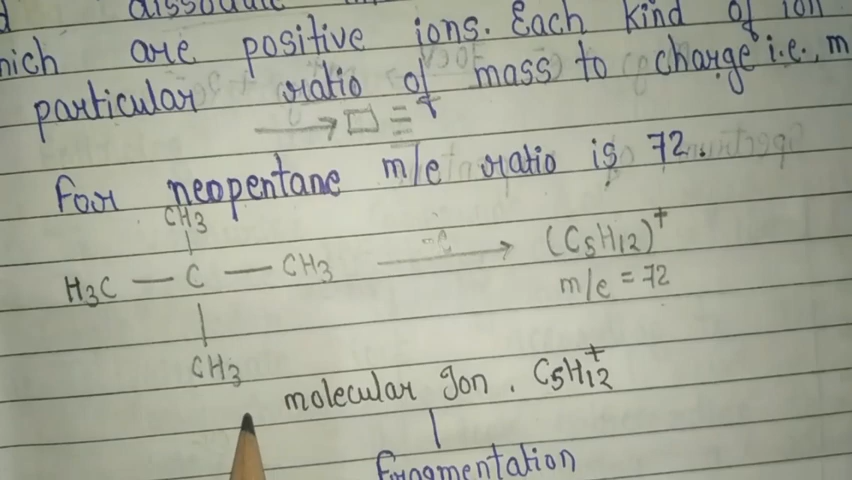 are positive ions. Each kind of ion
particular ratio of mass to charge i.e., m
For neopentane m/e ratio is 72.
CH3
H3C — C — CH3 -e → (C5H12)+
m/e = 72
CH3
molecular Ion . C5H12+
Fragmentation